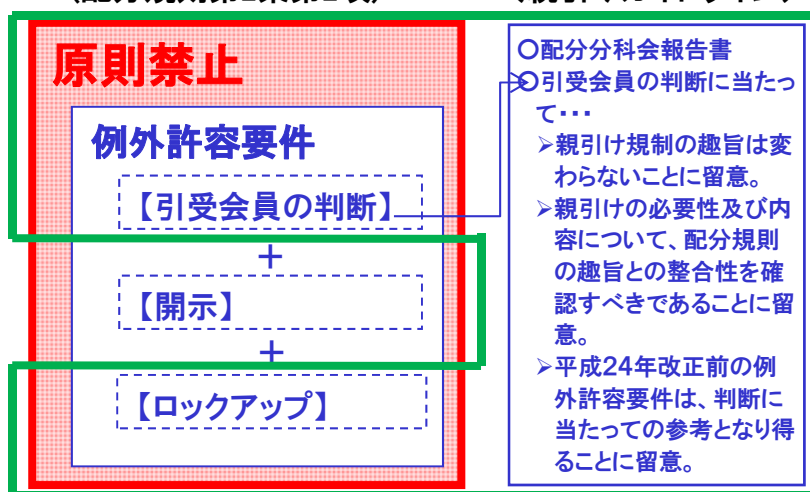 原則禁止
例外許容要件
【引受会員の判断】
＋
【開示】
＋
【ロックアップ】
○配分分科会報告書
○引受会員の判断に当たっ
て・・・
➢親引け規制の趣旨は変
わらないことに留意。
➢親引けの必要性及び内
容について、配分規則
の趣旨との整合性を確
認すべきであることに留
意。
➢平成24年改正前の例
外許容要件は、判断に
当たっての参考となり得
ることに留意。